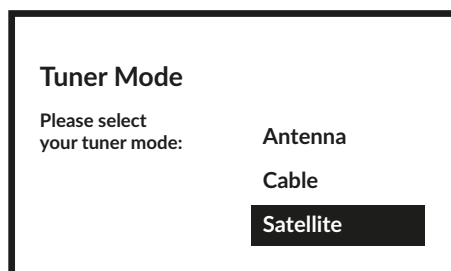 Tuner Mode
Please select
your tuner mode:
Antenna
Cable
Satellite